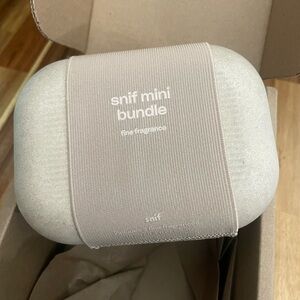 snif mini
bundle
fine fragrance
snif